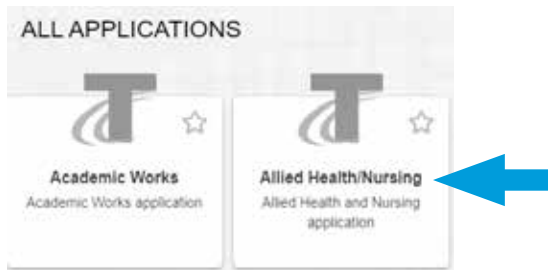 ALL APPLICATIONS
Academic Works
Academic Works application
Allied Health/Nursing
Allied Health and Nursing
application